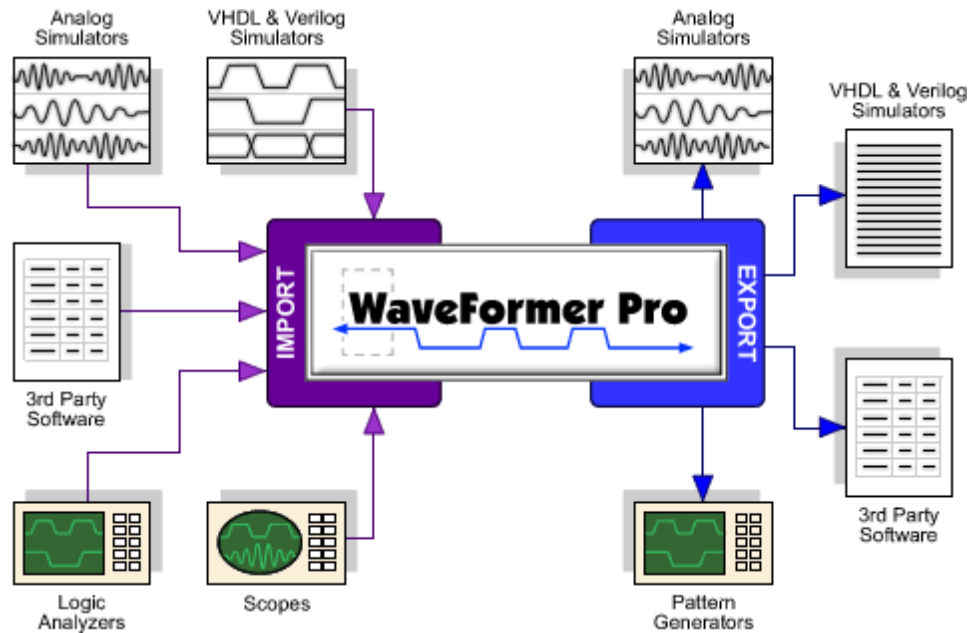 Analog
Simulators
VHDL & Verilog
Simulators
Analog
Simulators
VHDL & Verilog
Simulators
IMPORT
WaveFormer Pro
EXPORT
3rd Party
Software
3rd Party
Software
Logic
Analyzers
Scopes
Pattern
Generators